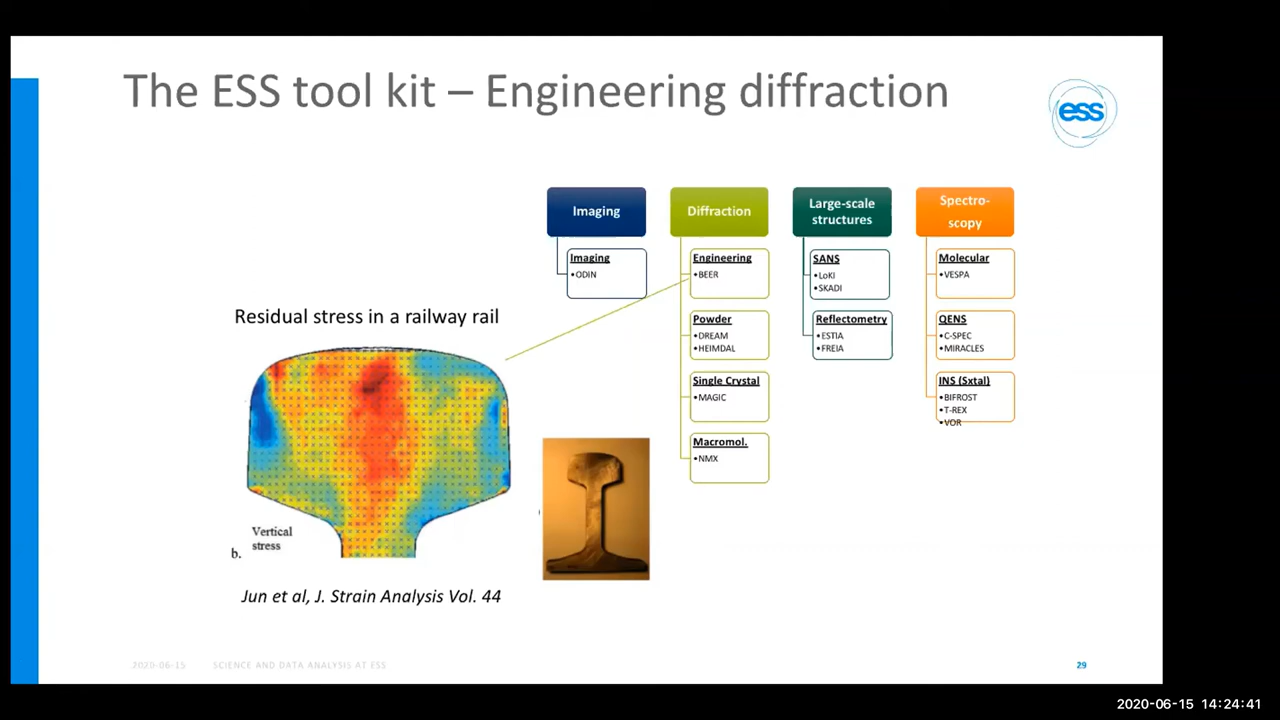 The ESS tool kit – Engineering diffraction
ess
Imaging
Imaging
•ODIN
Diffraction
Engineering
•BEER
Powder
•DREAM
•HEIMDAL
Single Crystal
•MAGIC
Macromol.
•NMX
Large-scale
structures
SANS
•LoKI
•SKADI
Reflectometry
•ESTIA
•FREIA
Spectro-
scopy
Molecular
•VESPA
QENS
•C-SPEC
•MIRACLES
INS (Sxtal)
•BIFROST
•T-REX
•VOR
Residual stress in a railway rail
Vertical
stress
b.
Jun et al, J. Strain Analysis Vol. 44
2020-06-15 SCIENCE AND DATA ANALYSIS AT ESS
29
2020-06-15 14:24:41